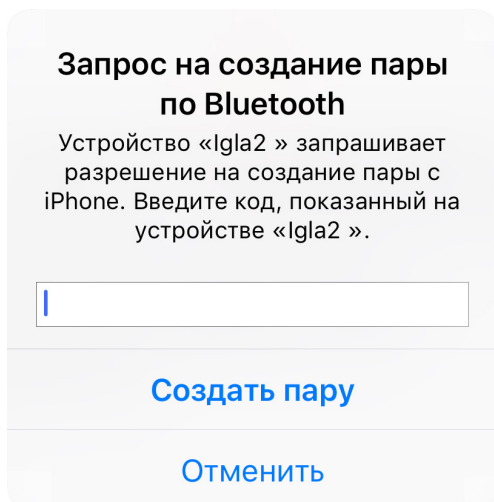 Запрос на создание пары
по Bluetooth
Устройство «Igla2 » запрашивает
разрешение на создание пары с
iPhone. Введите код, показанный на
устройстве «Igla2 ».
Создать пару
Отменить